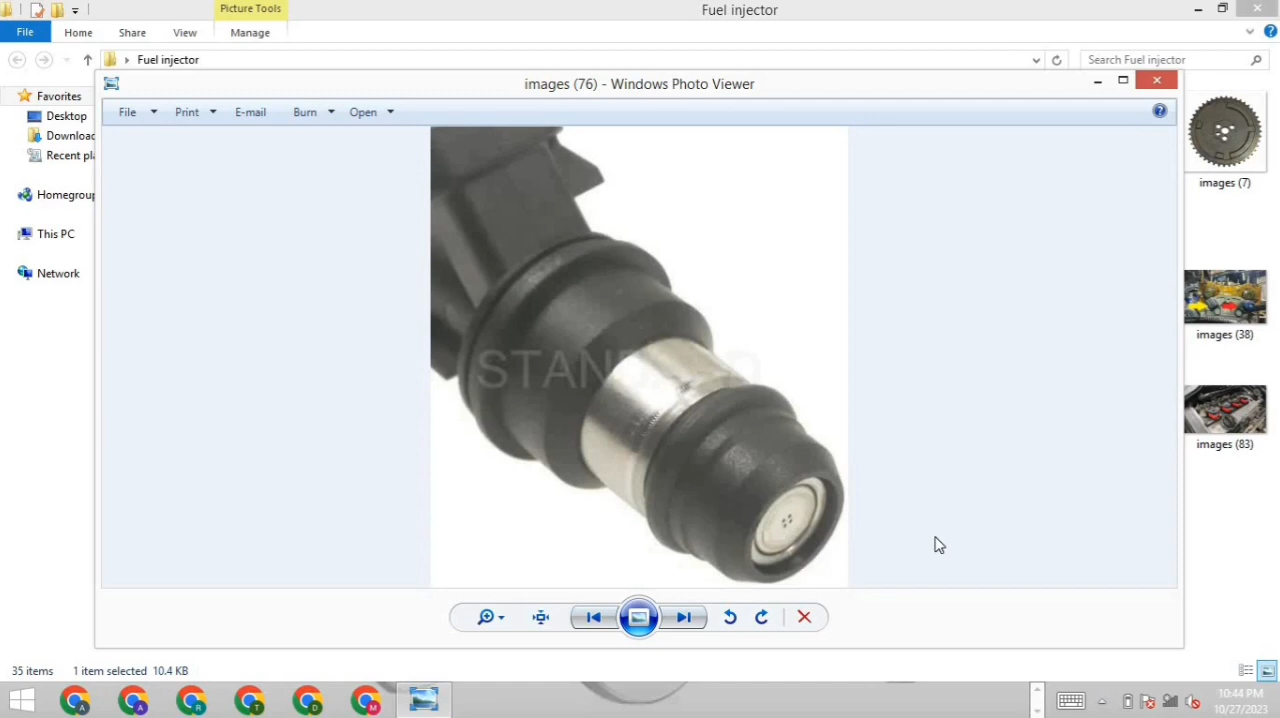 Picture Tools
Fuel injector
File Home Share View Manage
Fuel injector
Search Fuel injector
images (76) - Windows Photo Viewer
File Print E-mail Burn Open
Favorites
Desktop
Recent
Homegroup
This PC
Network
STANDARD
images (7)
images (38)
images (83)
35 items 1 item selected 10.4 KB
A A R T D M
10:44 PM
10/27/2023